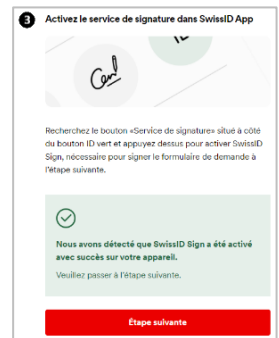 3 Activez le service de signature dans SwissID App
Recherchez le bouton «Service de signature» situé à côté
du bouton ID vert et appuyez dessus pour activer SwissID
Sign, nécessaire pour signer le formulaire de demande à
l'étape suivante.
Nous avons détecté que SwissID Sign a été activé
avec succès sur votre appareil.
Veuillez passer à l'étape suivante.
Étape suivante